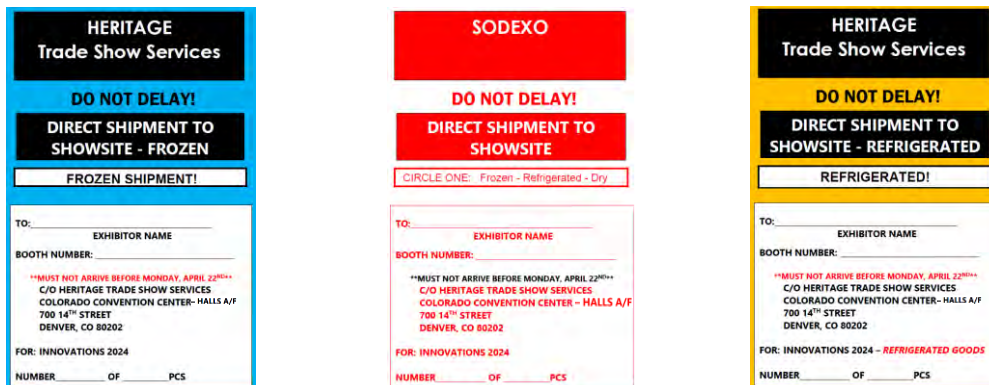 HERITAGE
Trade Show Services
DO NOT DELAY!
DIRECT SHIPMENT TO
SHOWSITE - FROZEN
FROZEN SHIPMENT!
TO:
EXHIBITOR NAME
BOOTH NUMBER:
**MUST NOT ARRIVE BEFORE MONDAY, APRIL 22ND**
C/O HERITAGE TRADE SHOW SERVICES
COLORADO CONVENTION CENTER– HALLS A/F
700 14TH STREET
DENVER, CO 80202
FOR: INNOVATIONS 2024
NUMBER__________ OF __________PCS
SODEXO
DO NOT DELAY!
DIRECT SHIPMENT TO
SHOWSITE
CIRCLE ONE: Frozen - Refrigerated - Dry
TO:
EXHIBITOR NAME
BOOTH NUMBER:
**MUST NOT ARRIVE BEFORE MONDAY, APRIL 22ND**
C/O HERITAGE TRADE SHOW SERVICES
COLORADO CONVENTION CENTER – HALLS A/F
700 14TH STREET
DENVER, CO 80202
FOR: INNOVATIONS 2024
NUMBER__________ OF __________PCS
HERITAGE
Trade Show Services
DO NOT DELAY!
DIRECT SHIPMENT TO
SHOWSITE - REFRIGERATED
REFRIGERATED!
TO:
EXHIBITOR NAME
BOOTH NUMBER:
**MUST NOT ARRIVE BEFORE MONDAY, APRIL 22ND**
C/O HERITAGE TRADE SHOW SERVICES
COLORADO CONVENTION CENTER– HALLS A/F
700 14TH STREET
DENVER, CO 80202
FOR: INNOVATIONS 2024 – REFRIGERATED GOODS
NUMBER__________ OF __________PCS